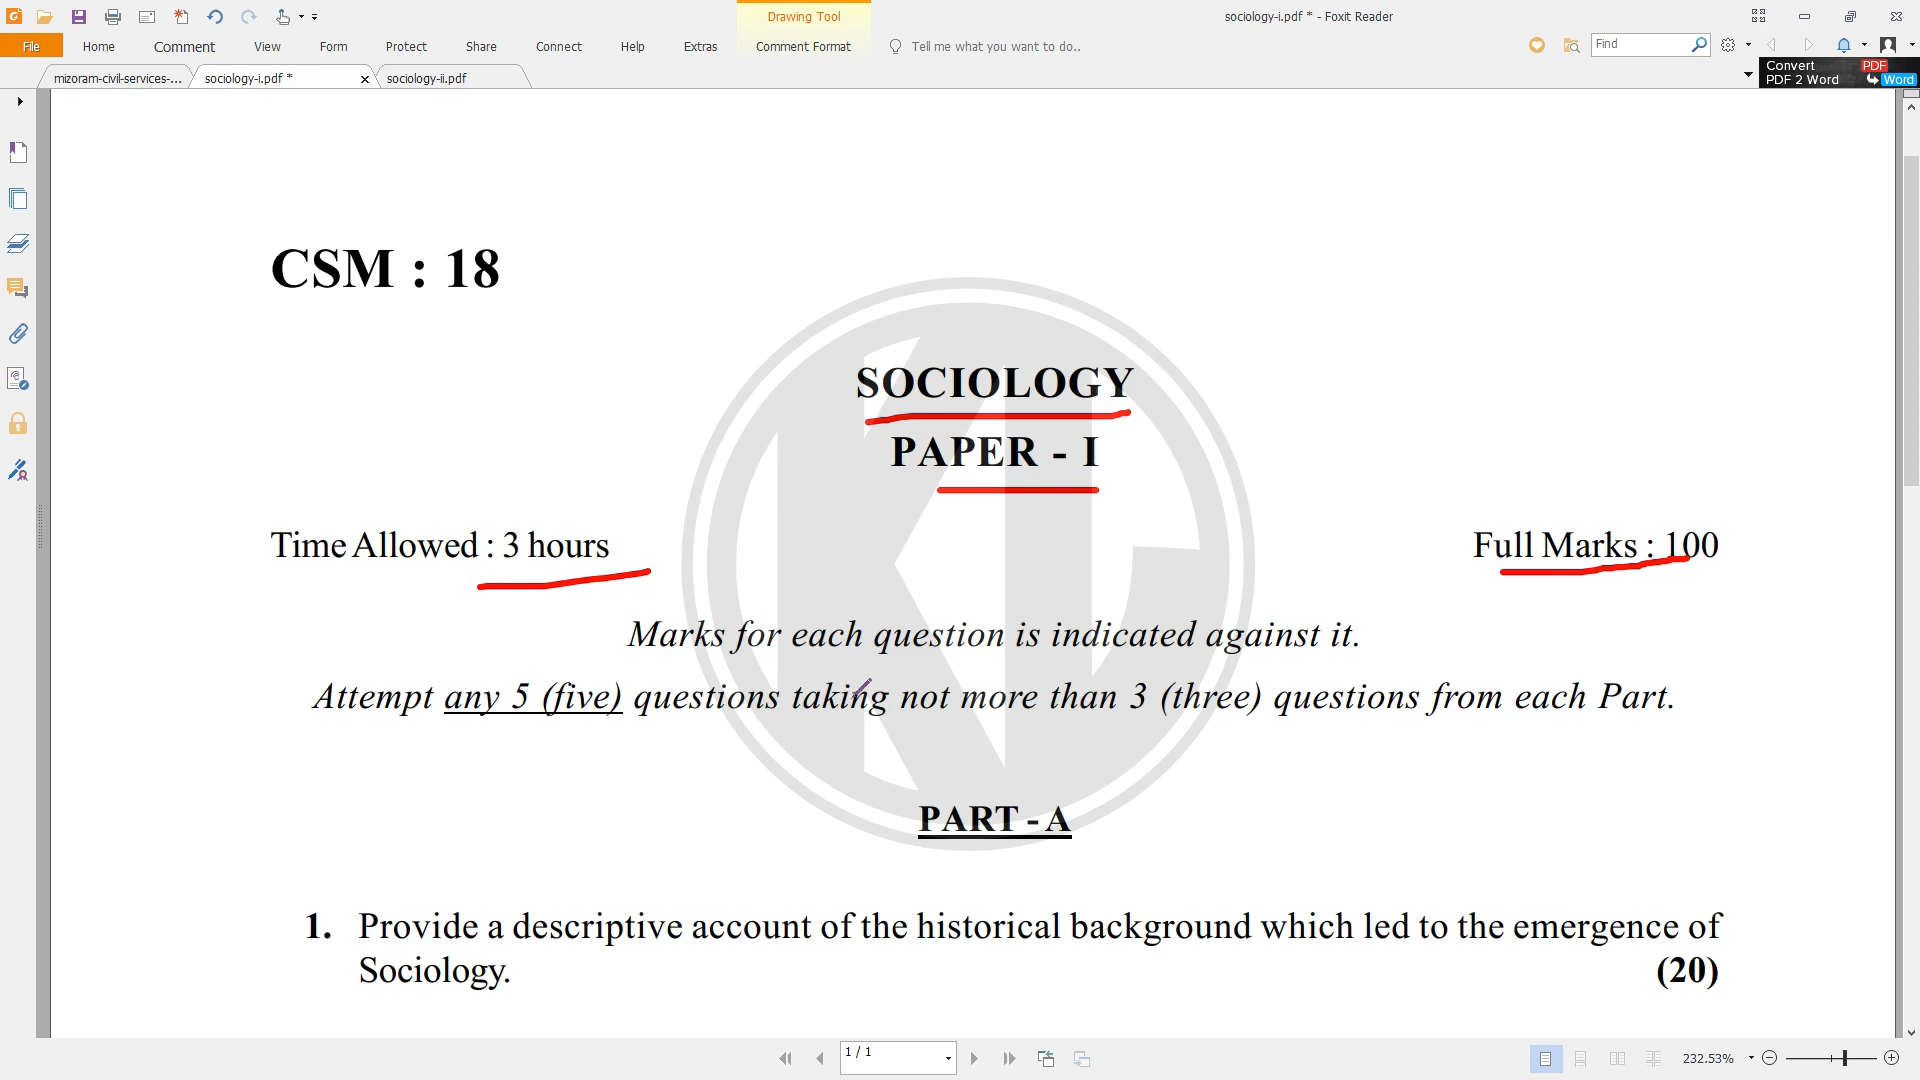 Drawing Tool
sociology-i.pdf * - Foxit Reader
File Home Comment View Form Protect Share Connect Help Extras Comment Format Tell me what you want to do.. Find
mizoram-civil-services-... sociology-i.pdf * sociology-ii.pdf
Convert PDF
PDF 2 Word Word
CSM : 18
SOCIOLOGY
PAPER - I
Time Allowed : 3 hours Full Marks : 100
Marks for each question is indicated against it.
Attempt any 5 (five) questions taking not more than 3 (three) questions from each Part.
PART - A
1. Provide a descriptive account of the historical background which led to the emergence of
Sociology. (20)
1 / 1
232.53%